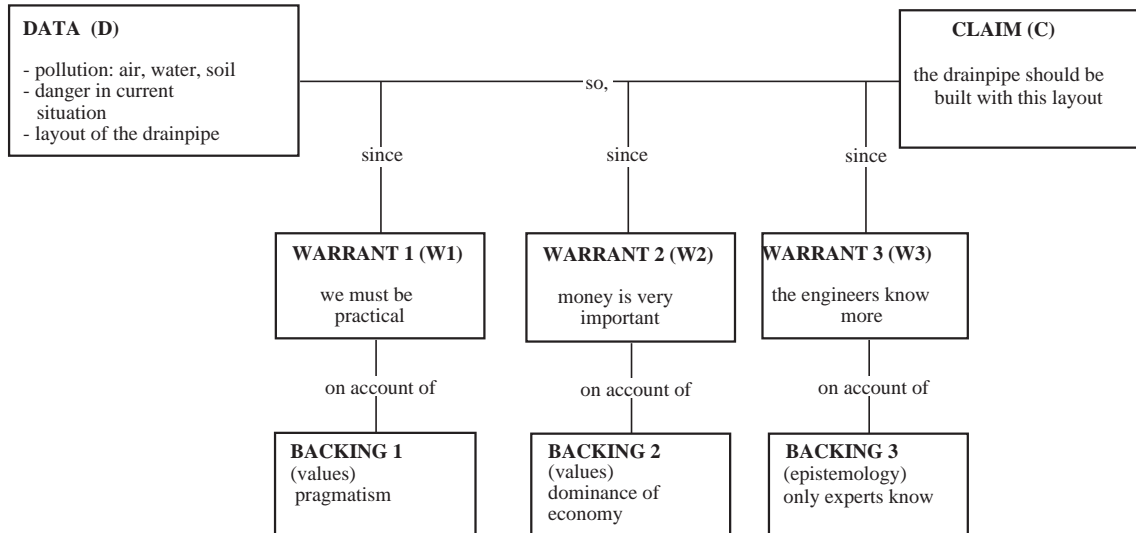 DATA (D)
- pollution: air, water, soil
- danger in current
situation
- layout of the drainpipe
so,
CLAIM (C)
the drainpipe should be
built with this layout
since
since
since
WARRANT 1 (W1)
we must be
practical
WARRANT 2 (W2)
money is very
important
WARRANT 3 (W3)
the engineers know
more
on account of
on account of
on account of
BACKING 1
(values)
pragmatism
BACKING 2
(values)
dominance of
economy
BACKING 3
(epistemology)
only experts know